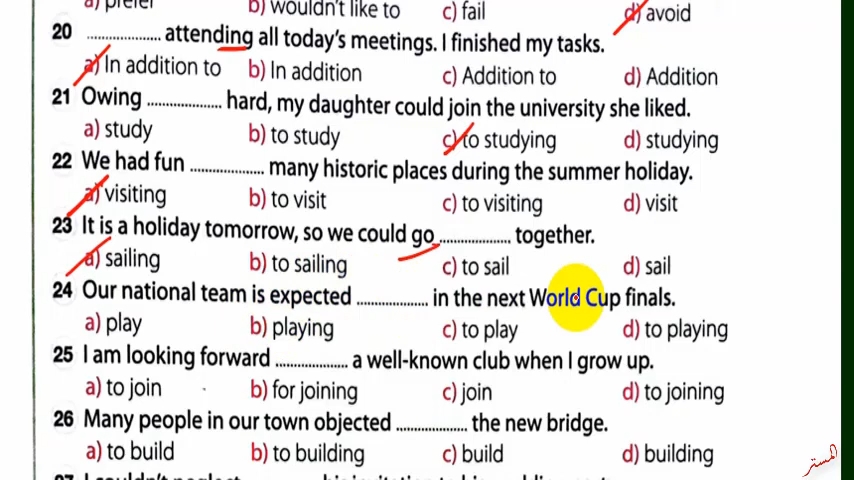 a) prefer b) wouldn't like to c) fail d) avoid
20 .................. attending all today's meetings. I finished my tasks.
a) In addition to b) In addition c) Addition to d) Addition
21 Owing .................. hard, my daughter could join the university she liked.
a) study b) to study c) to studying d) studying
22 We had fun .................. many historic places during the summer holiday.
a) visiting b) to visit c) to visiting d) visit
23 It is a holiday tomorrow, so we could go .................. together.
a) sailing b) to sailing c) to sail d) sail
24 Our national team is expected .................. in the next World Cup finals.
a) play b) playing c) to play d) to playing
25 I am looking forward .................. a well-known club when I grow up.
a) to join b) for joining c) join d) to joining
26 Many people in our town objected .................. the new bridge.
a) to build b) to building c) build d) building
المستر